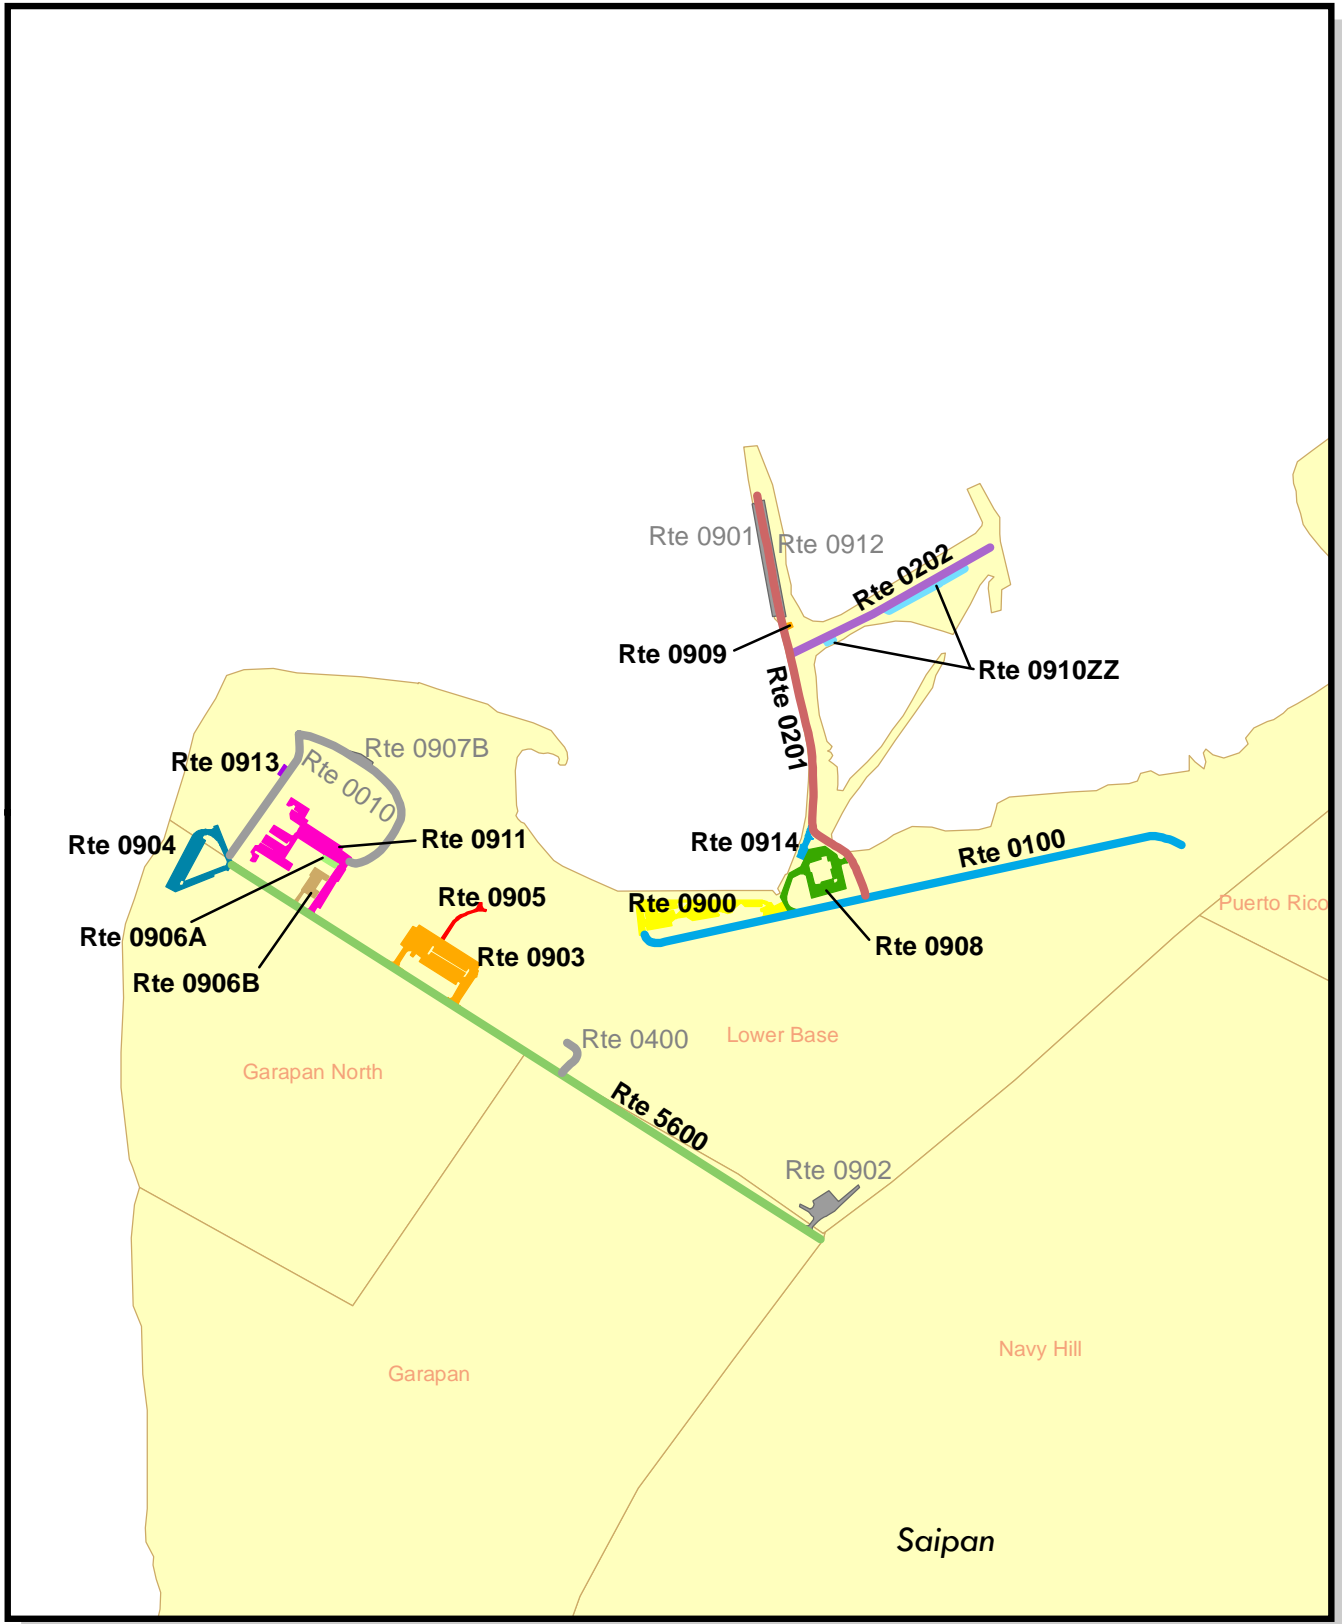 Rte 0901
Rte 0912
Rte 0202
Rte 0909
Rte 0910ZZ
Rte 0201
Rte 0907B
Rte 0913
Rte 0010
Rte 0904
Rte 0911
Rte 0914
Rte 0100
Rte 0905
Rte 0900
Puerto Rico
Rte 0906A
Rte 0908
Rte 0903
Rte 0906B
Lower Base
Rte 0400
Garapan North
Rte 5600
Rte 0902
Navy Hill
Garapan
Saipan